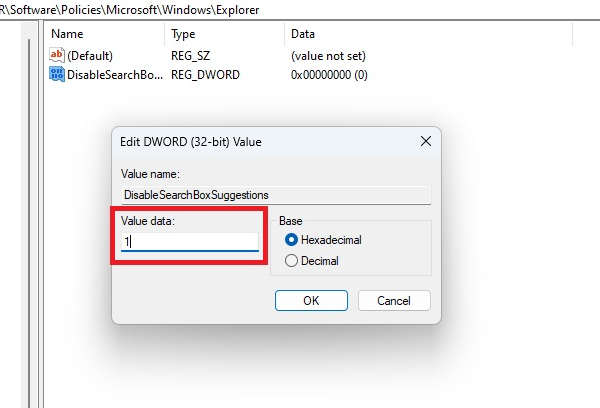 R\Software\Policies\Microsoft\Windows\Explorer
Name Type Data
(Default) REG_SZ (value not set)
DisableSearchBo... REG_DWORD 0x00000000 (0)
Edit DWORD (32-bit) Value
Value name:
DisableSearchBoxSuggestions
Value data: Base
1 Hexadecimal
Decimal
OK Cancel